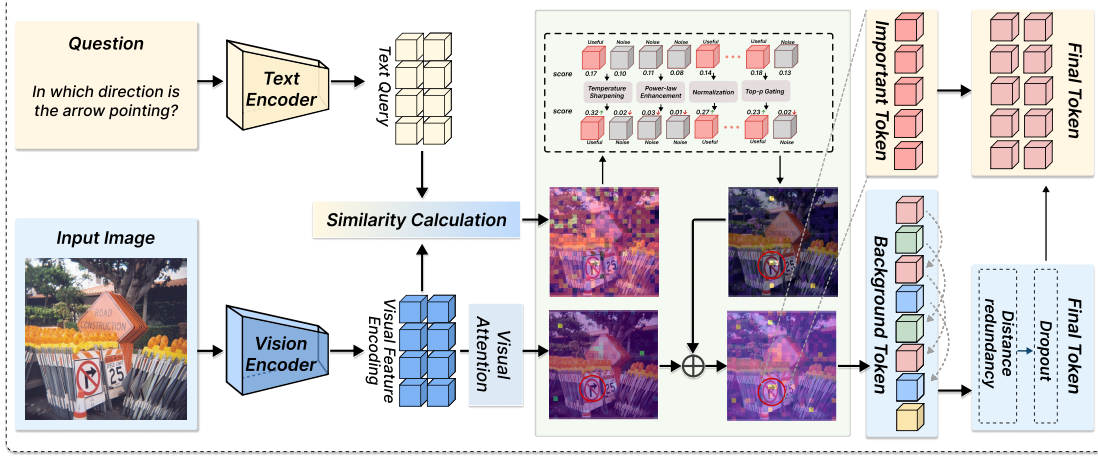 Question
In which direction is
the arrow pointing?
Text
Encoder
Text Query
Similarity Calculation
Input Image
ROAD
CONSTRUCTION
25
Vision
Encoder
Visual Feature
Encoding
Visual
Attention
Useful Noise Noise Noise Useful Useful Noise
score 0.17 0.10 0.11 0.08 0.14 0.18 0.13
Temperature
Sharpening
Power-law
Enhancement
Normalization
Top-p Gating
score 0.32↑ 0.02↓ 0.03↓ 0.01↓ 0.27↑ 0.23↑ 0.02↓
Useful Noise Noise Noise Useful Useful Noise
25
25
25
25
Important Token
Final Token
Background Token
Distance
redundancy
Dropout
Final Token